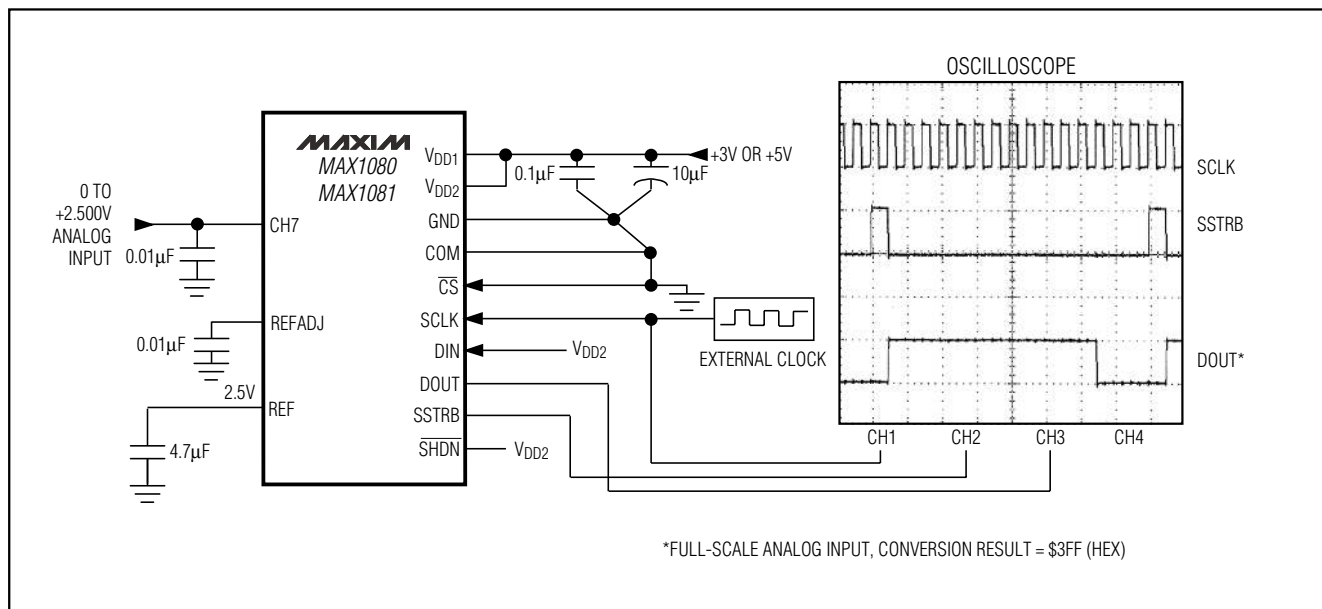 OSCILLOSCOPE
MAXIM
MAX1080
MAX1081
VDD1
VDD2
GND
COM
CS
SCLK
DIN
DOUT
SSTRB
SHDN
CH7
REFADJ
REF
0 TO
+2.500V
ANALOG
INPUT
0.01µF
0.01µF
2.5V
4.7µF
0.1µF
10µF
+3V OR +5V
EXTERNAL CLOCK
VDD2
VDD2
SCLK
SSTRB
DOUT*
CH1 CH2 CH3 CH4
*FULL-SCALE ANALOG INPUT, CONVERSION RESULT = $3FF (HEX)